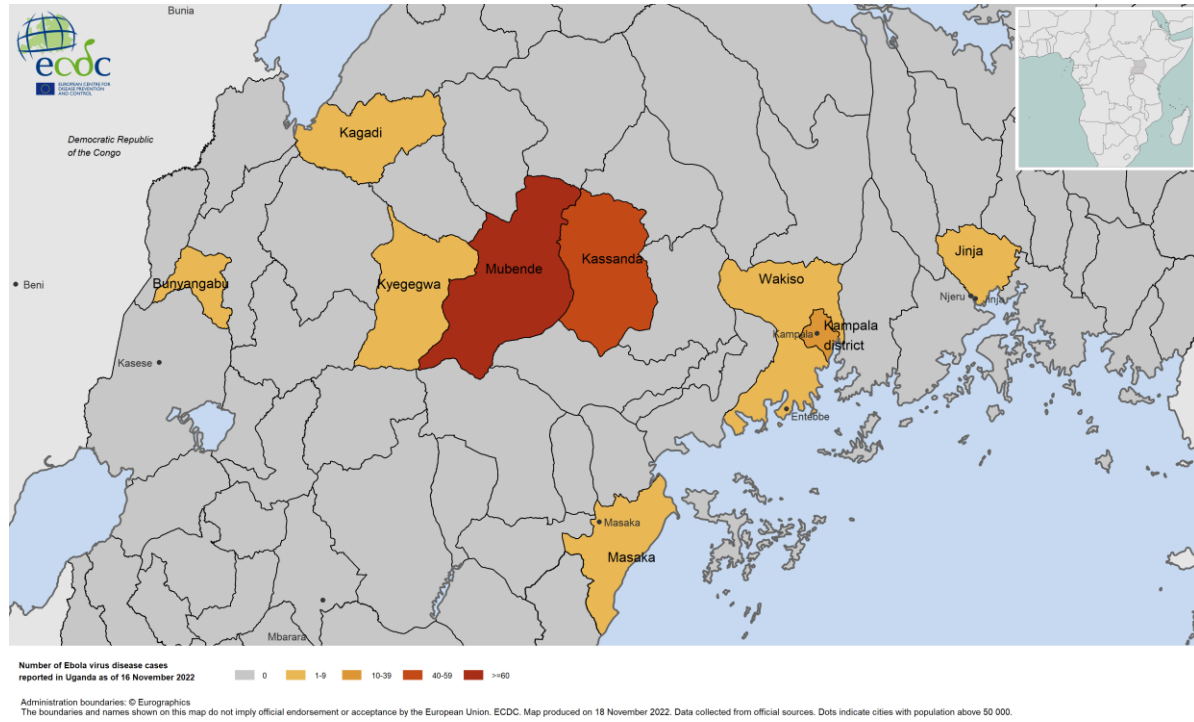 Bunia
ecdc
EUROPEAN CENTRE FOR
DISEASE PREVENTION
AND CONTROL
Democratic Republic
of the Congo
Kagadi
Beni
Bunyangabu
Kyegegwa
Mubende
Kassanda
Wakiso
Jinja
Njeru
Jinja
Kampala
Kampala
district
Kasese
Entebbe
Masaka
Masaka
Mbarara
Number of Ebola virus disease cases
reported in Uganda as of 16 November 2022
0
1-9
10-39
40-59
>=60
Administration boundaries: © Eurographics
The boundaries and names shown on this map do not imply official endorsement or acceptance by the European Union. ECDC. Map produced on 18 November 2022. Data collected from official sources. Dots indicate cities with population above 50 000.